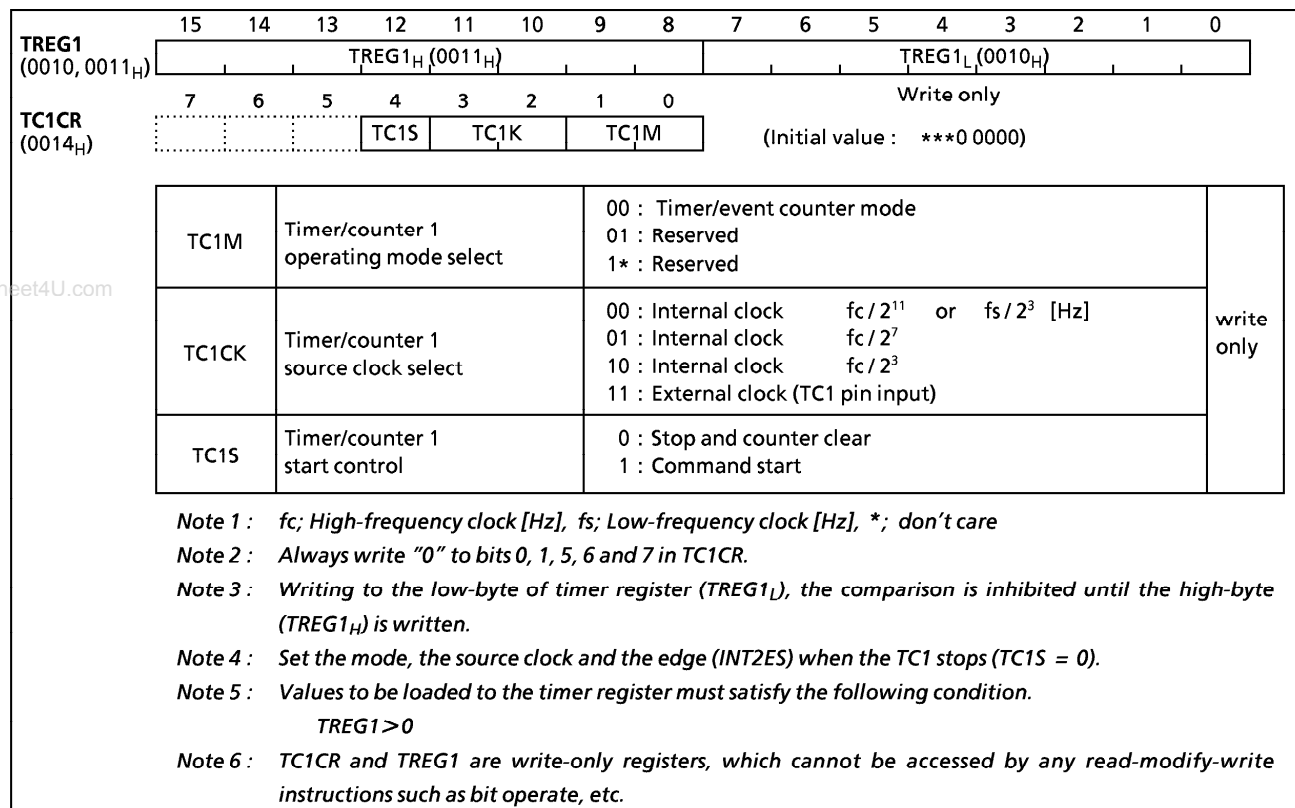 15 14 13 12 11 10 9 8 7 6 5 4 3 2 1 0
TREG1
(0010, 0011H)
TREG1H (0011H) TREG1L (0010H)
Write only
7 6 5 4 3 2 1 0
TC1CR
(0014H)
TC1S TC1K TC1M
(Initial value : ***0 0000)
TC1M
Timer/counter 1
operating mode select
00 : Timer/event counter mode
01 : Reserved
1* : Reserved
TC1CK
Timer/counter 1
source clock select
00 : Internal clock fc / 2¹¹ or fs / 2³ [Hz]
01 : Internal clock fc / 2⁷
10 : Internal clock fc / 2³
11 : External clock (TC1 pin input)
TC1S
Timer/counter 1
start control
0 : Stop and counter clear
1 : Command start
write
only
eet4U.com
Note 1 : fc; High-frequency clock [Hz], fs; Low-frequency clock [Hz], *; don't care
Note 2 : Always write "0" to bits 0, 1, 5, 6 and 7 in TC1CR.
Note 3 : Writing to the low-byte of timer register (TREG1L), the comparison is inhibited until the high-byte
(TREG1H) is written.
Note 4 : Set the mode, the source clock and the edge (INT2ES) when the TC1 stops (TC1S = 0).
Note 5 : Values to be loaded to the timer register must satisfy the following condition.
TREG1>0
Note 6 : TC1CR and TREG1 are write-only registers, which cannot be accessed by any read-modify-write
instructions such as bit operate, etc.